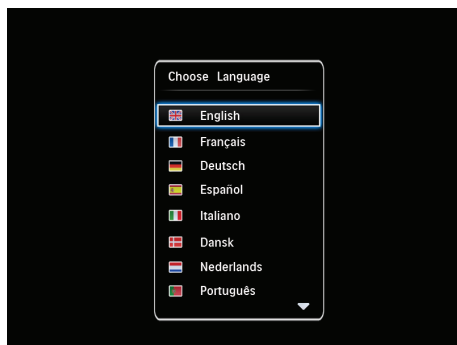 Choose Language
English
Français
Deutsch
Español
Italiano
Dansk
Nederlands
Português